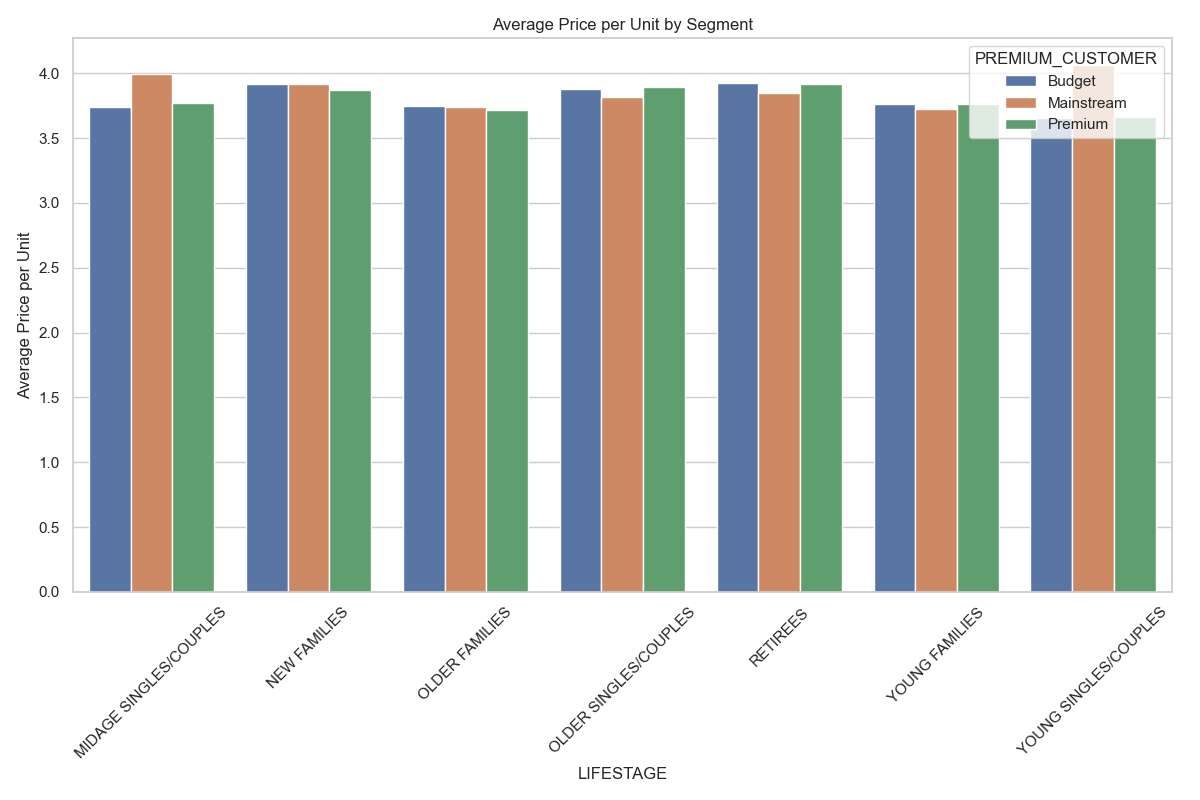 Average Price per Unit by Segment
PREMIUM_CUSTOMER
Budget
Mainstream
Premium
Average Price per Unit
4.0
3.5
3.0
2.5
2.0
1.5
1.0
0.5
0.0
MIDAGE SINGLES/COUPLES
NEW FAMILIES
OLDER FAMILIES
OLDER SINGLES/COUPLES
RETIREES
YOUNG FAMILIES
YOUNG SINGLES/COUPLES
LIFESTAGE